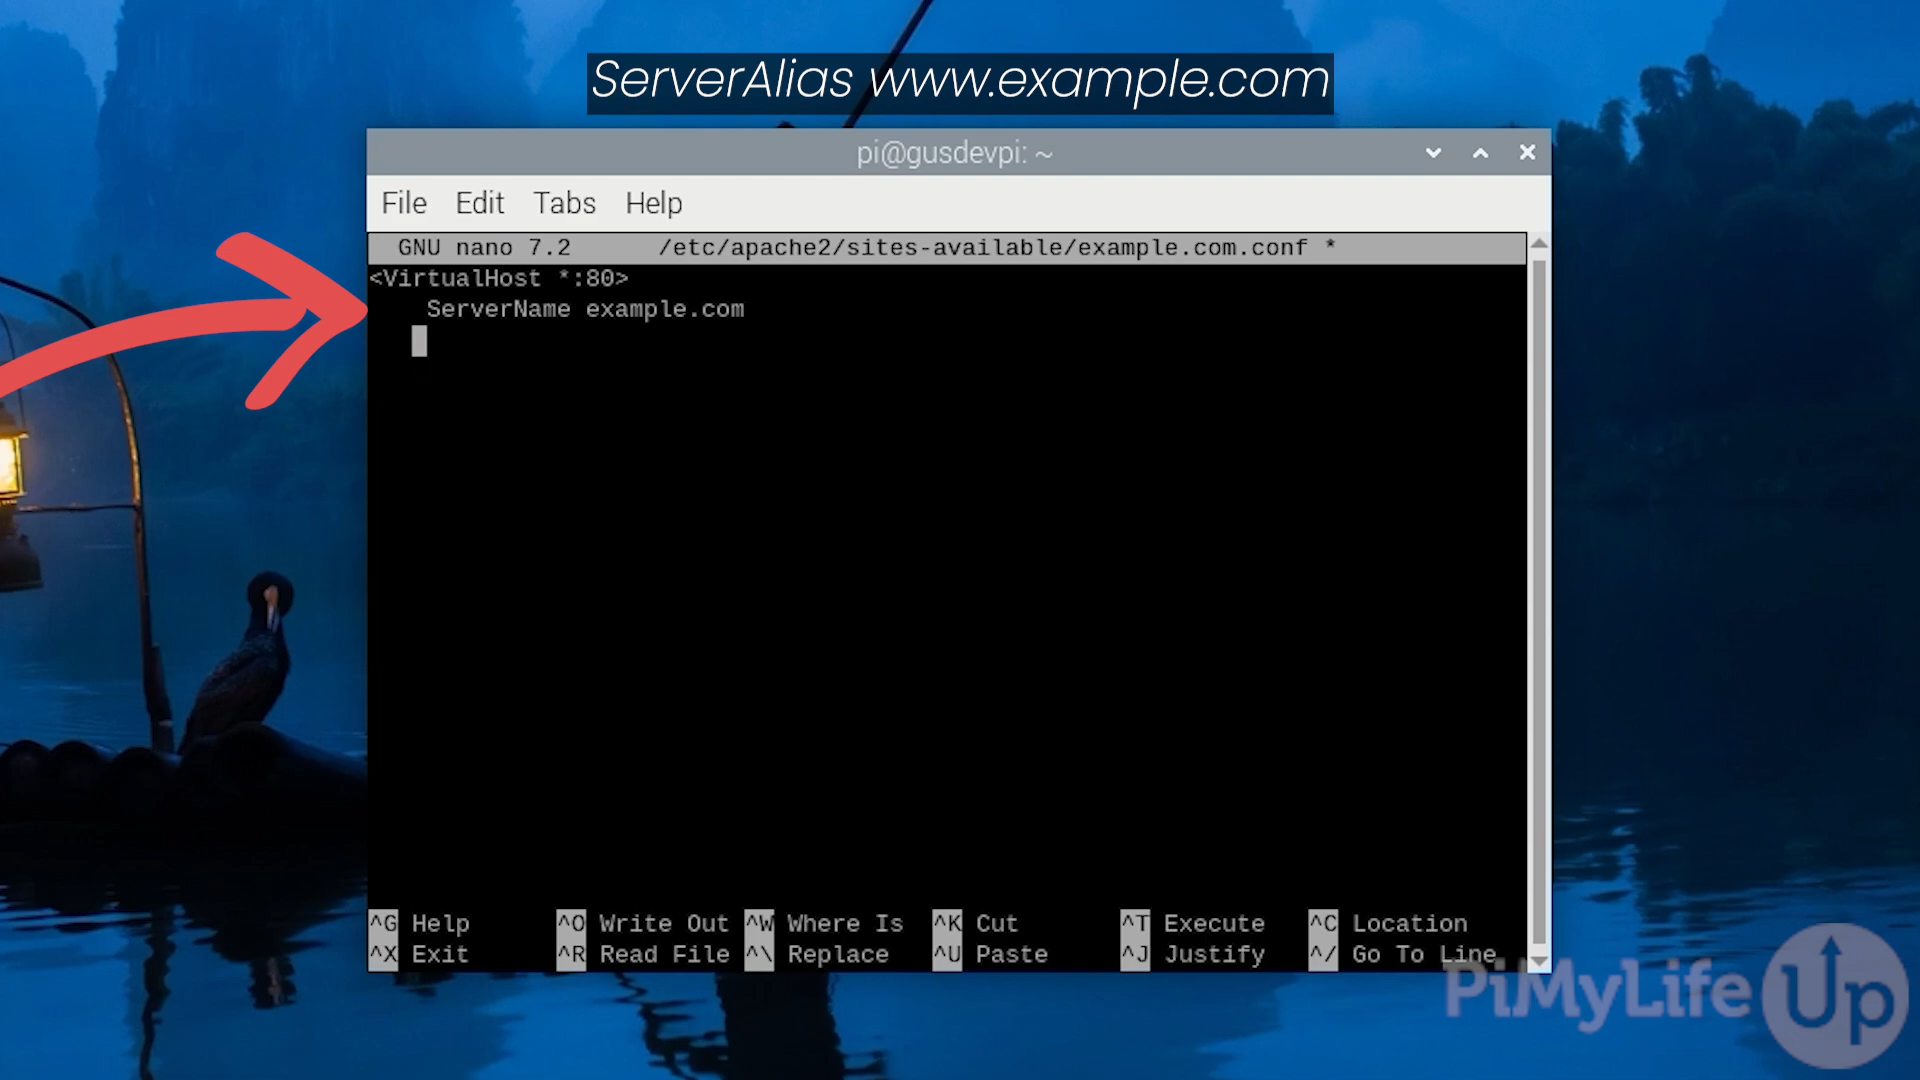 ServerAlias www.example.com
pi@gusdevpi: ~
File Edit Tabs Help
GNU nano 7.2 /etc/apache2/sites-available/example.com.conf *
<VirtualHost *:80>
ServerName example.com
^G Help ^O Write Out ^W Where Is ^K Cut ^T Execute ^C Location
^X Exit ^R Read File ^\ Replace ^U Paste ^J Justify ^/ Go To Line
PiMyLifeUp